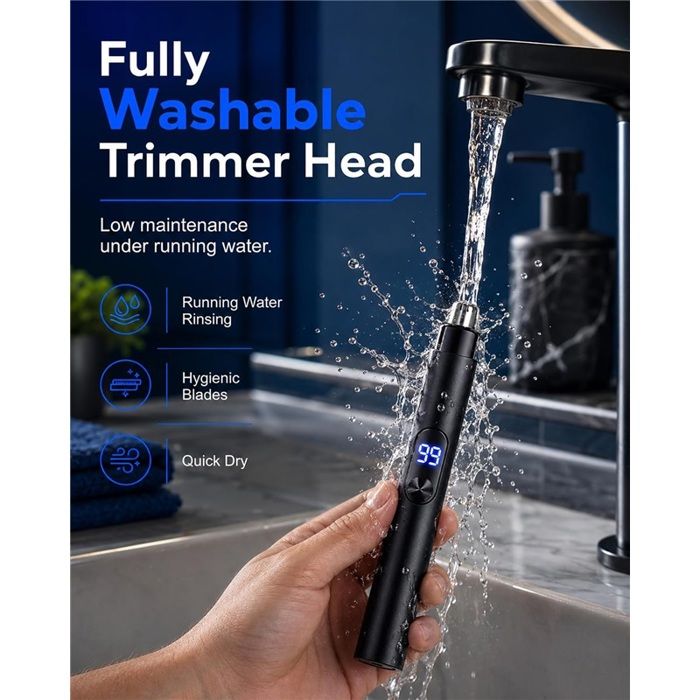 Fully
Washable
Trimmer Head
Low maintenance
under running water.
Running Water
Rinsing
Hygienic
Blades
Quick Dry
99